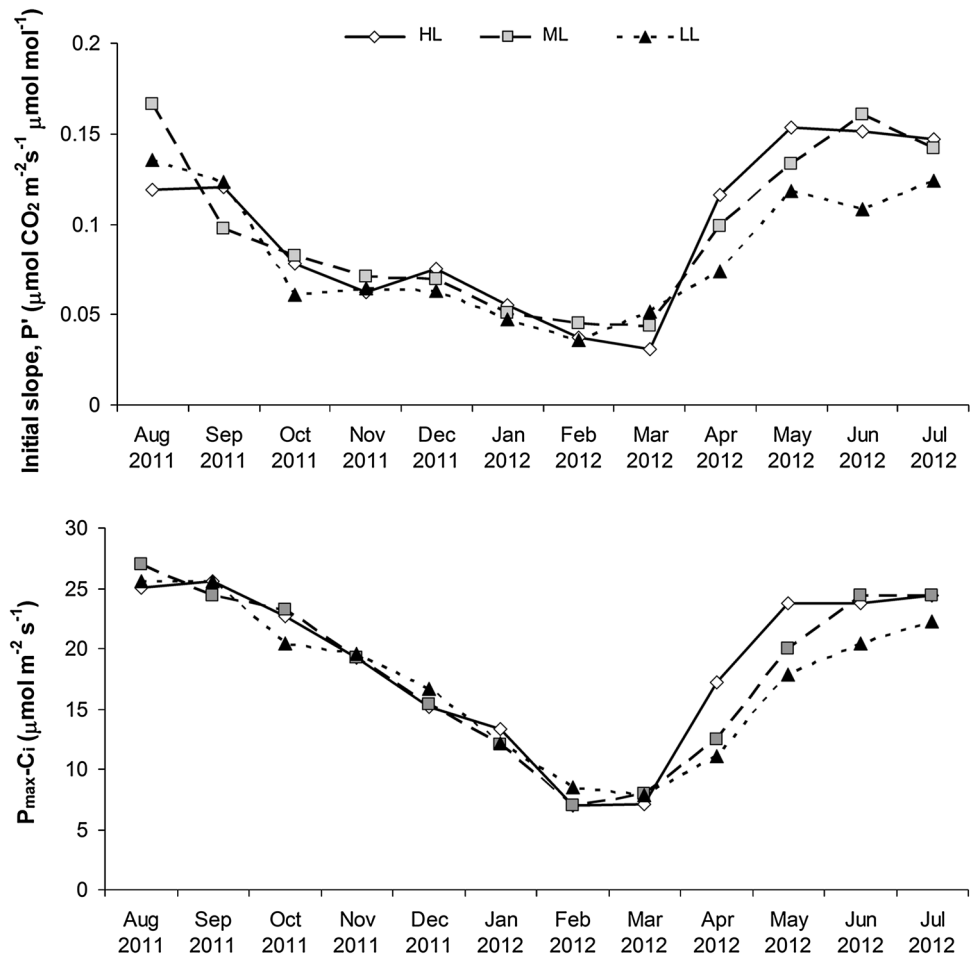 HL ML LL
Initial slope, P' (μmol CO₂ m⁻²s⁻¹ μmol mol⁻¹)
0.2
0.15
0.1
0.05
0
Aug Sep Oct Nov Dec Jan Feb Mar Apr May Jun Jul
2011 2011 2011 2011 2011 2012 2012 2012 2012 2012 2012 2012
Pmax-Ci (μmol m⁻² s⁻¹)
30
25
20
15
10
5
0
Aug Sep Oct Nov Dec Jan Feb Mar Apr May Jun Jul
2011 2011 2011 2011 2011 2012 2012 2012 2012 2012 2012 2012